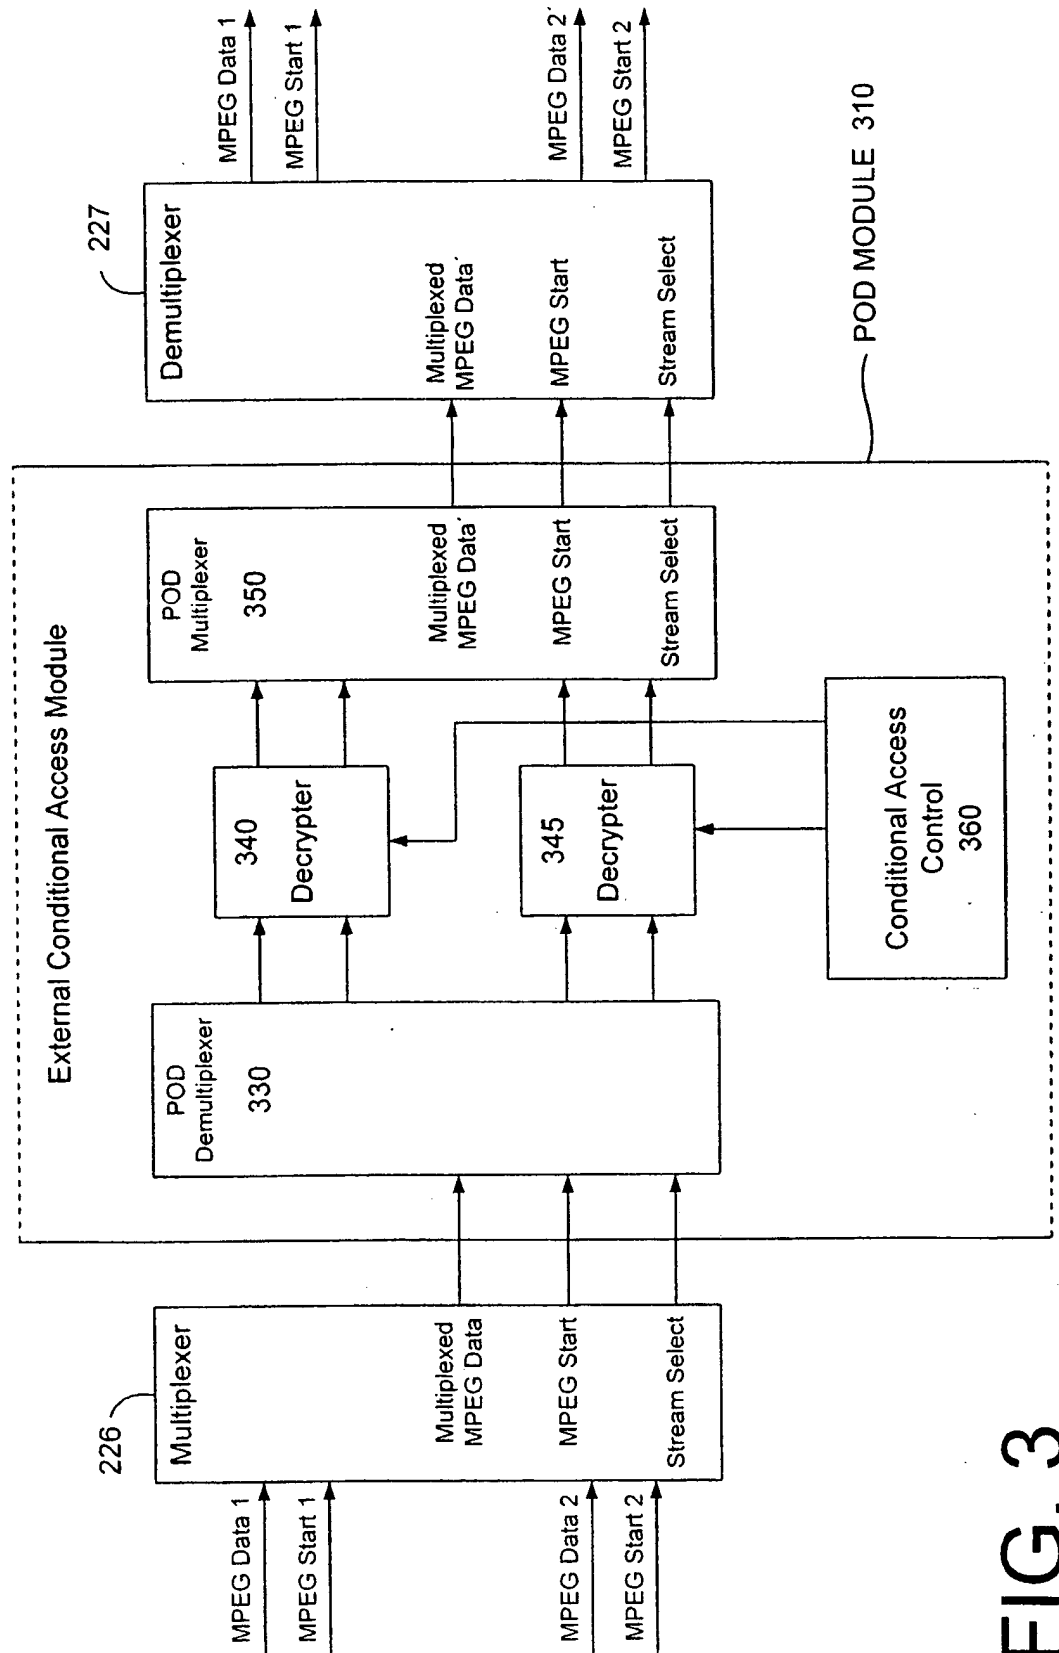 External Conditional Access Module
226
Multiplexer
MPEG Data 1
MPEG Start 1
MPEG Data 2
MPEG Start 2
Multiplexed
MPEG Data
MPEG Start
Stream Select
POD
Demultiplexer
330
340
Decrypter
345
Decrypter
Conditional Access
Control
360
POD
Multiplexer
350
Multiplexed
MPEG Data´
MPEG Start
Stream Select
227
Demultiplexer
Multiplexed
MPEG Data´
MPEG Start
Stream Select
MPEG Data 1
MPEG Start 1
MPEG Data 2´
MPEG Start 2
POD MODULE 310
FIG. 3